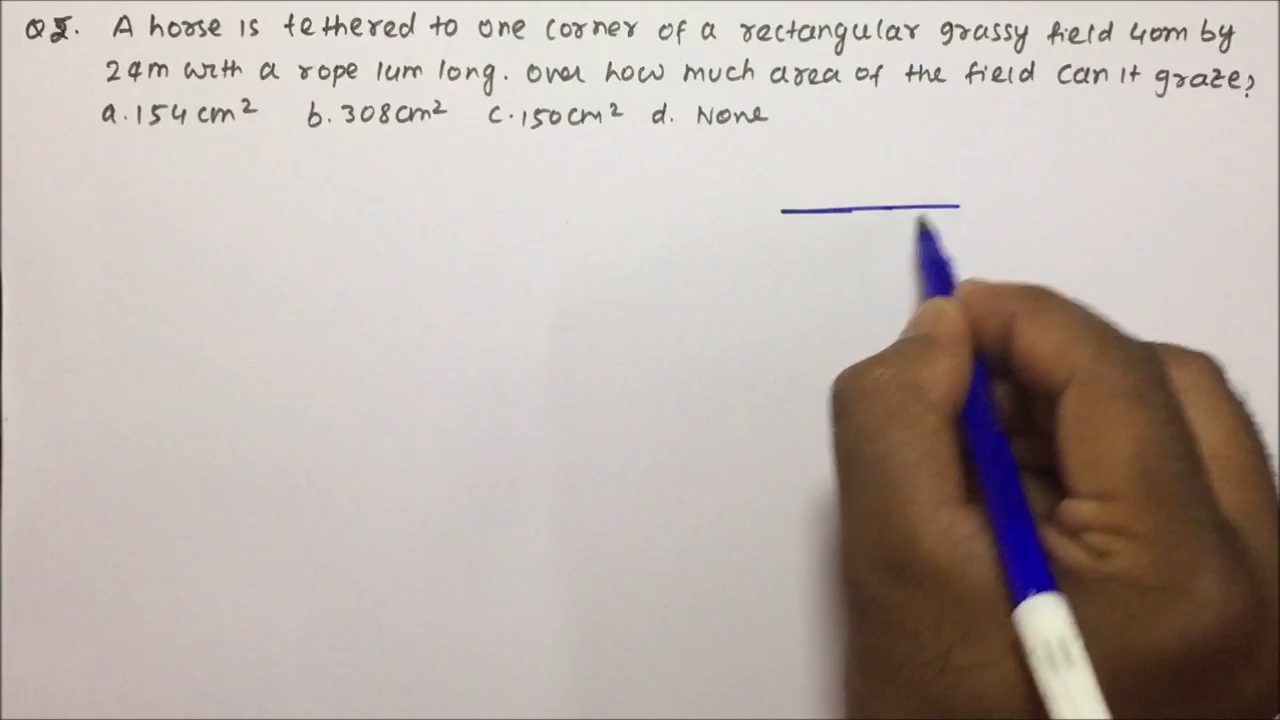 Q 5. A horse is tethered to one corner of a rectangular grassy field 40m by
24m with a rope 14m long. Over how much area of the field can it graze?
a. 154 cm² b. 308 cm² c. 150 cm² d. None